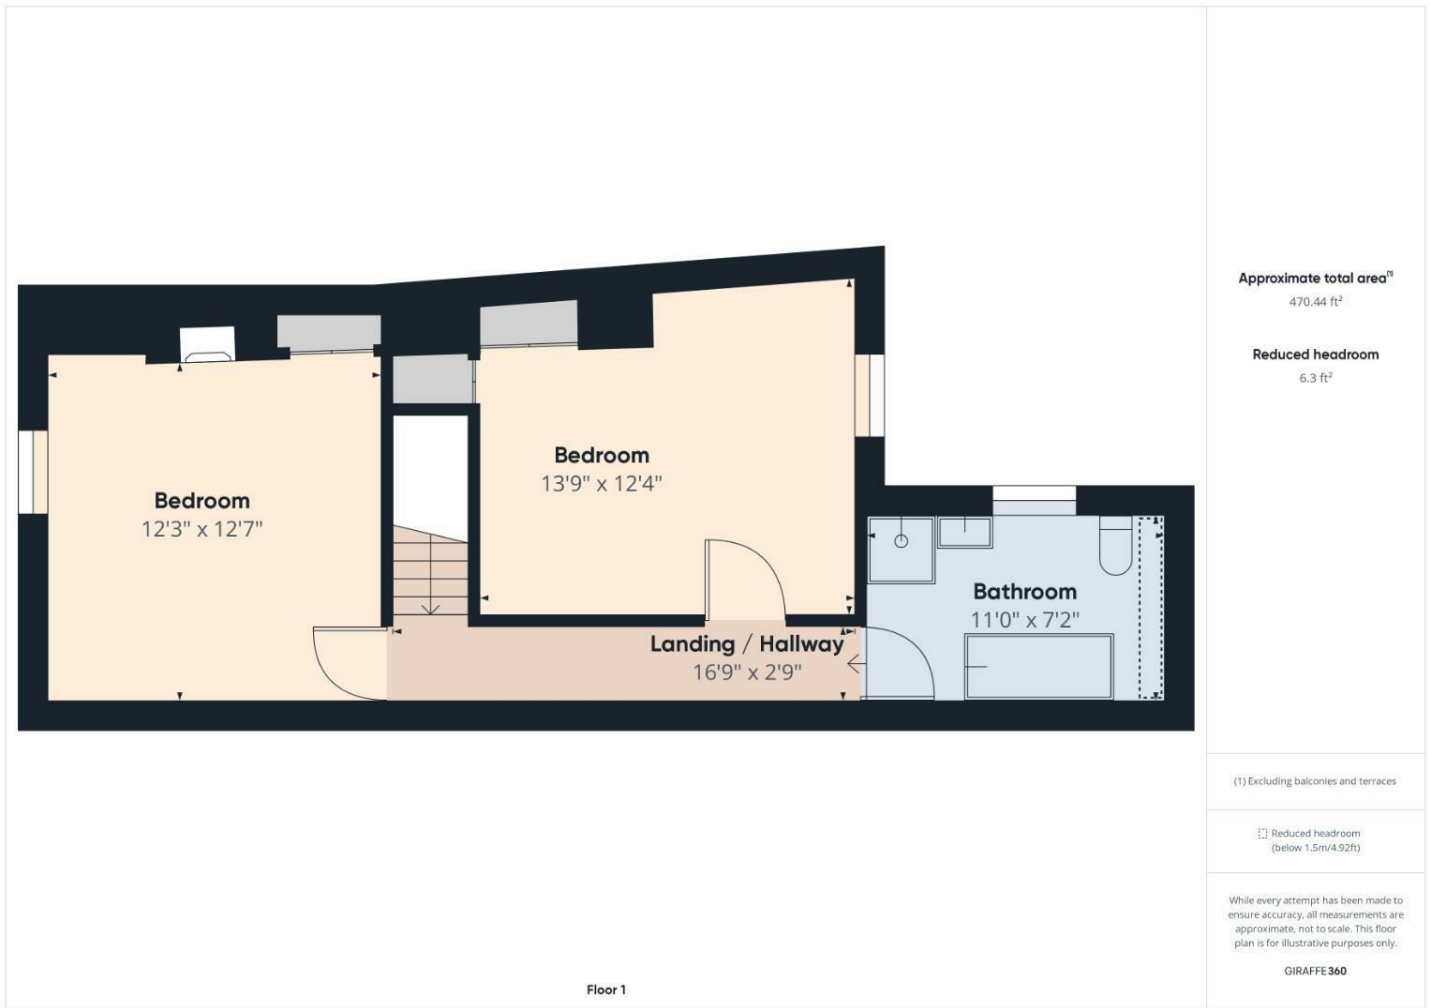 Bedroom
12'3" x 12'7"
Bedroom
13'9" x 12'4"
Landing / Hallway
16'9" x 2'9"
Bathroom
11'0" x 7'2"
Floor 1
Approximate total area(1)
470.44 ft²
Reduced headroom
6.3 ft²
(1) Excluding balconies and terraces
Reduced headroom
(below 1.5m/4.92ft)
While every attempt has been made to
ensure accuracy, all measurements are
approximate, not to scale. This floor
plan is for illustrative purposes only.
GIRAFFE360